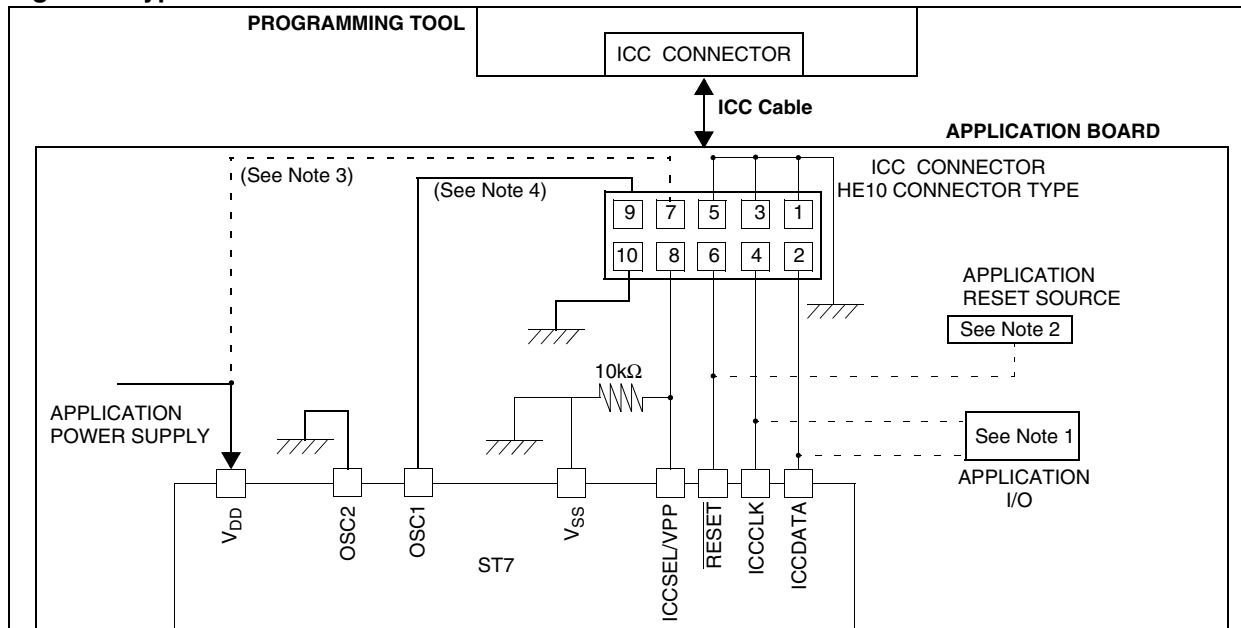 PROGRAMMING TOOL
ICC CONNECTOR
ICC Cable
APPLICATION BOARD
ICC CONNECTOR
HE10 CONNECTOR TYPE
(See Note 3)
(See Note 4)
9 7 5 3 1
10 8 6 4 2
APPLICATION
RESET SOURCE
See Note 2
10kΩ
APPLICATION
POWER SUPPLY
See Note 1
APPLICATION
I/O
VDD
OSC2
OSC1
VSS
ICCSEL/VPP
RESET
ICCCLK
ICCDATA
ST7